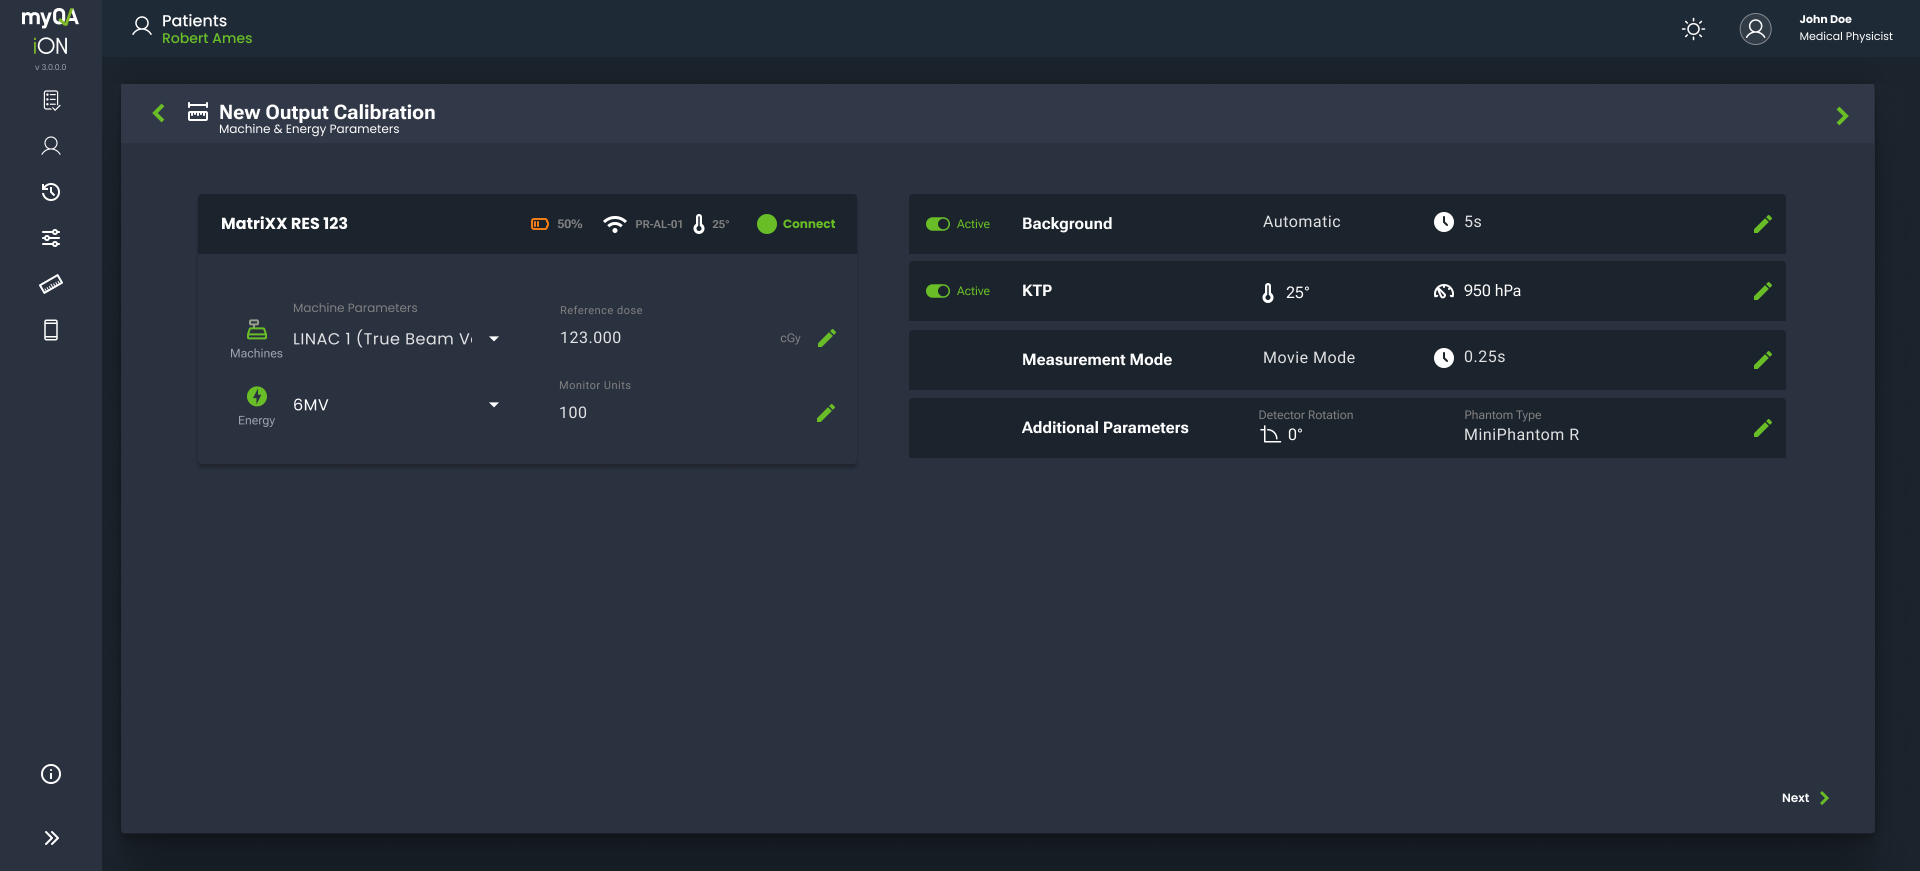 myQA
iON
v 3.0.0.0
Patients
Robert Ames
John Doe
Medical Physicist
New Output Calibration
Machine & Energy Parameters
MatriXX RES 123
50%
PR-AL-01
25°
Connect
Machine Parameters
Machines
LINAC 1 (True Beam V
Reference dose
123.000
cGy
Energy
6MV
Monitor Units
100
Active
Background
Automatic
5s
Active
KTP
25°
950 hPa
Measurement Mode
Movie Mode
0.25s
Additional Parameters
Detector Rotation
0°
Phantom Type
MiniPhantom R
Next